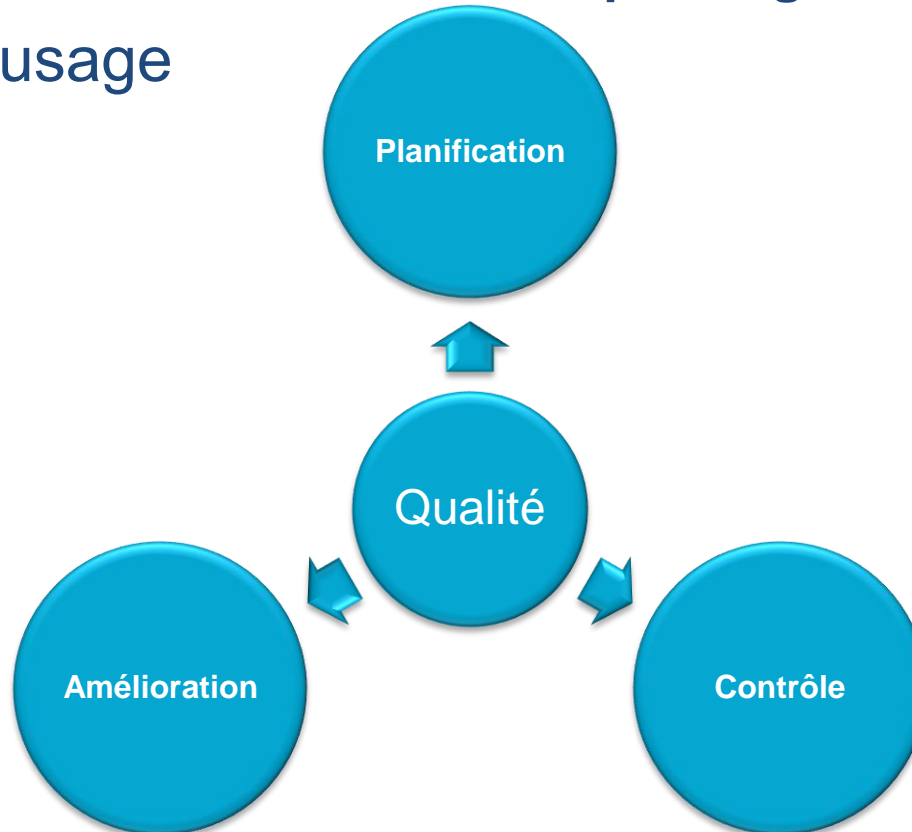 usage
Planification
Qualité
Amélioration
Contrôle